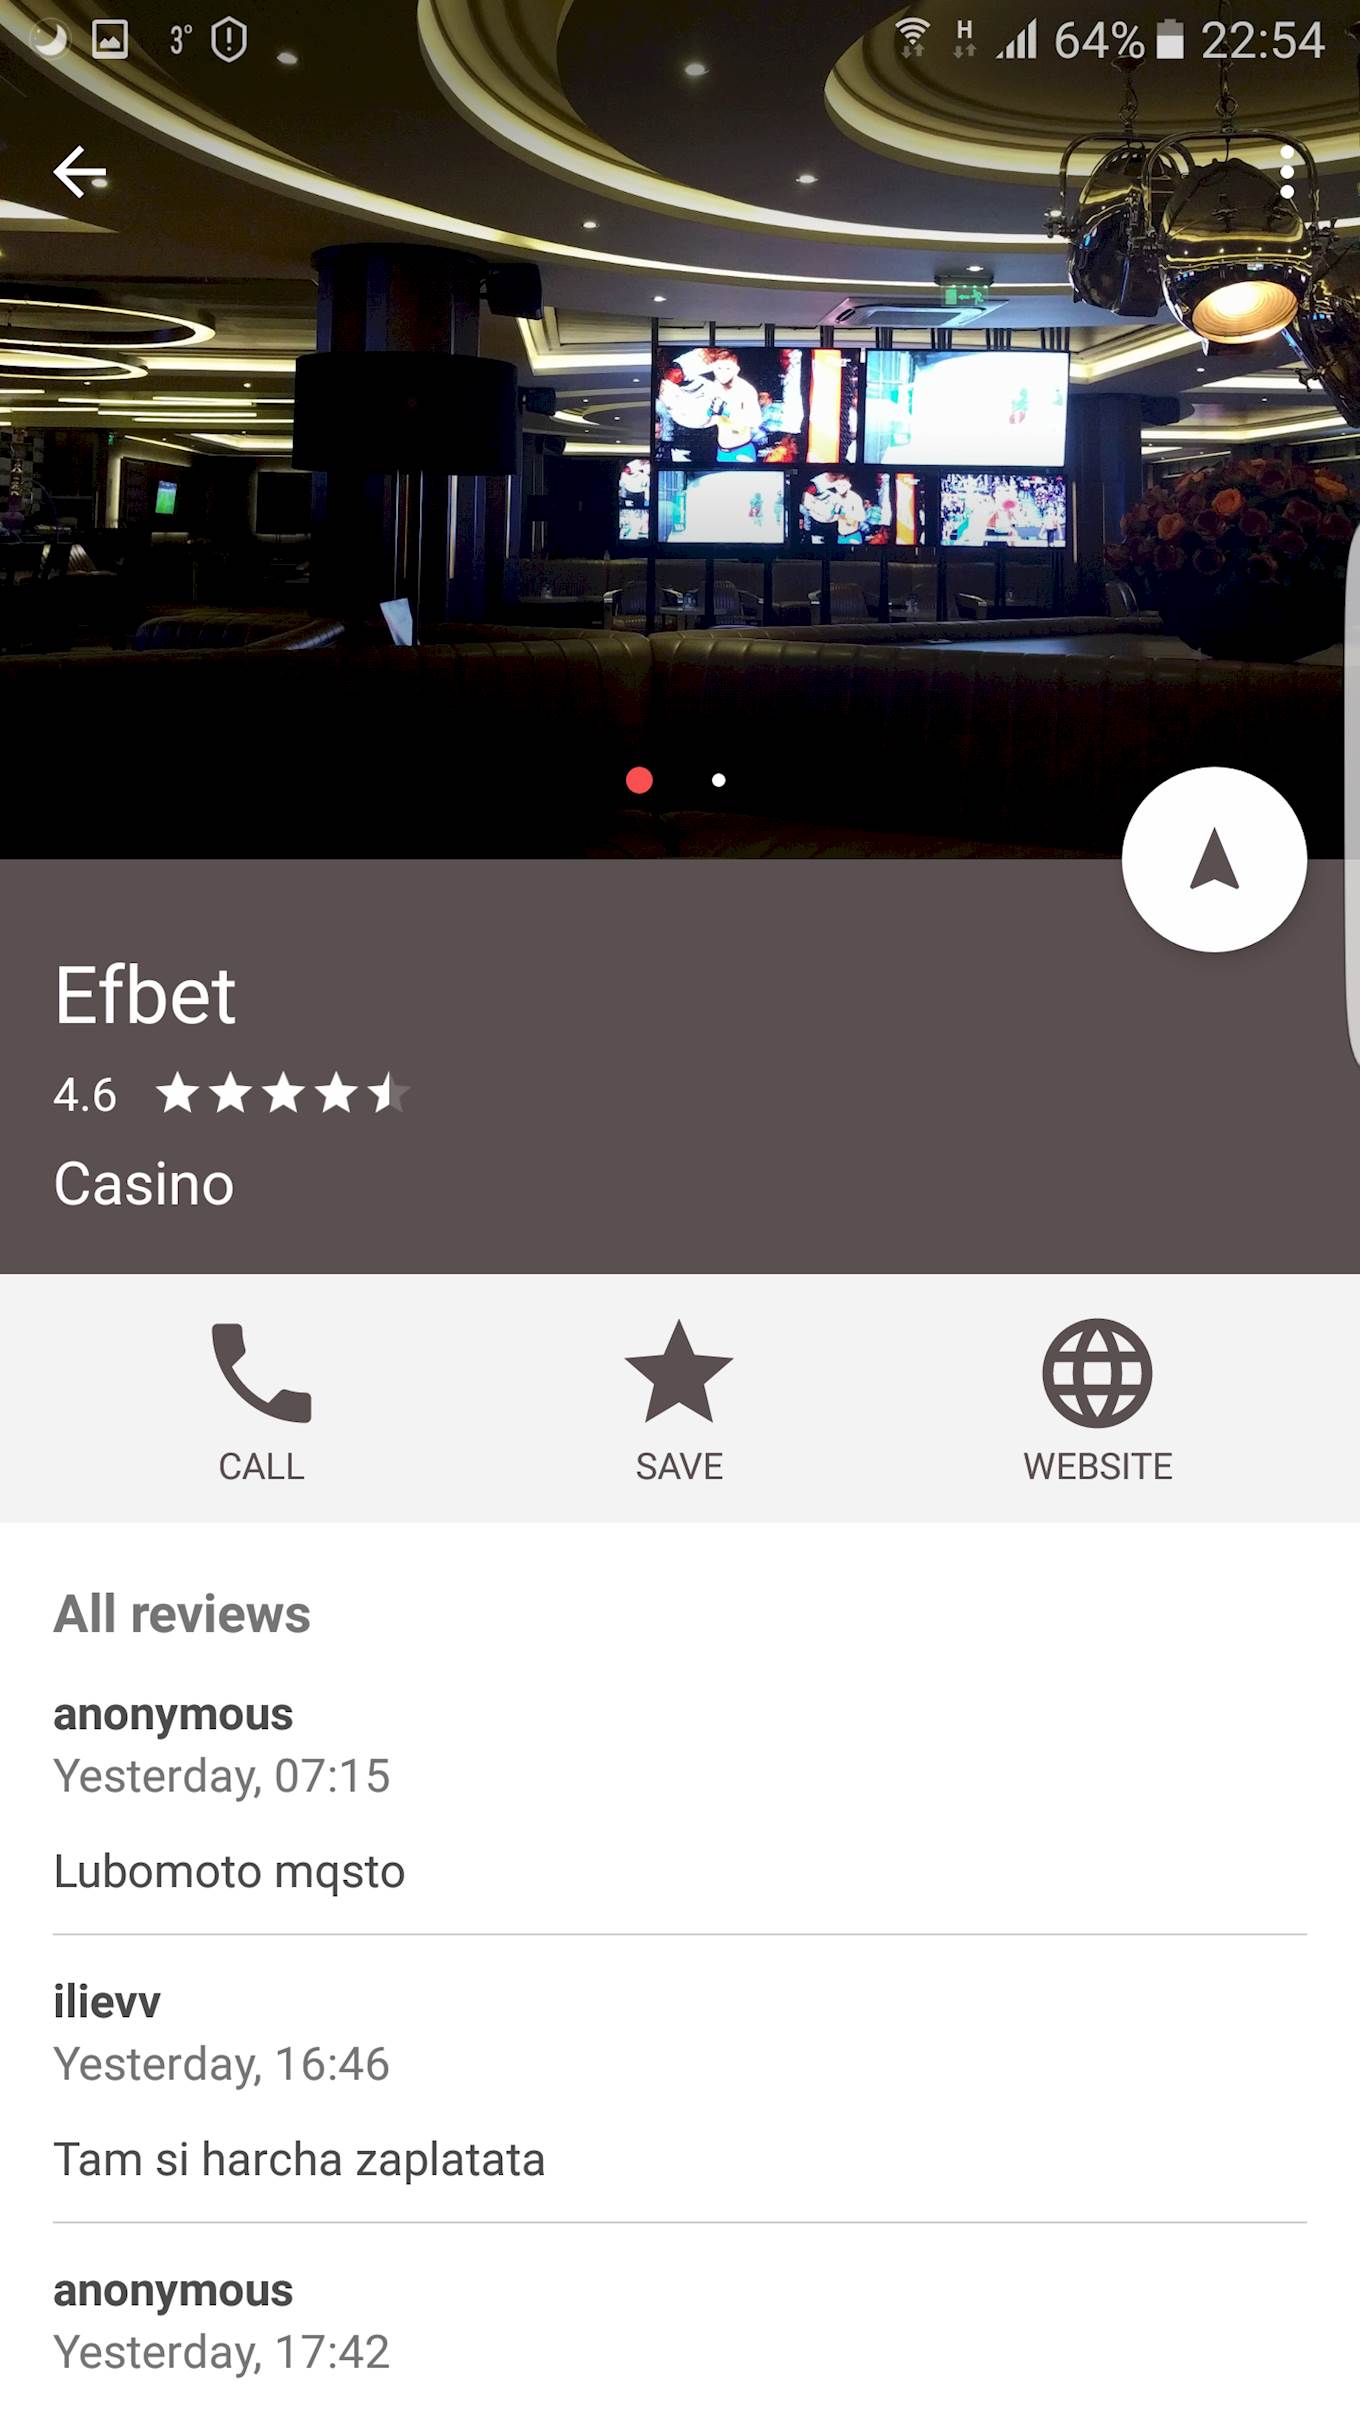 3°
H
64%
22:54
Efbet
4.6
Casino
CALL
SAVE
WEBSITE
All reviews
anonymous
Yesterday, 07:15
Lubomoto mqsto
ilievv
Yesterday, 16:46
Tam si harcha zaplatata
anonymous
Yesterday, 17:42